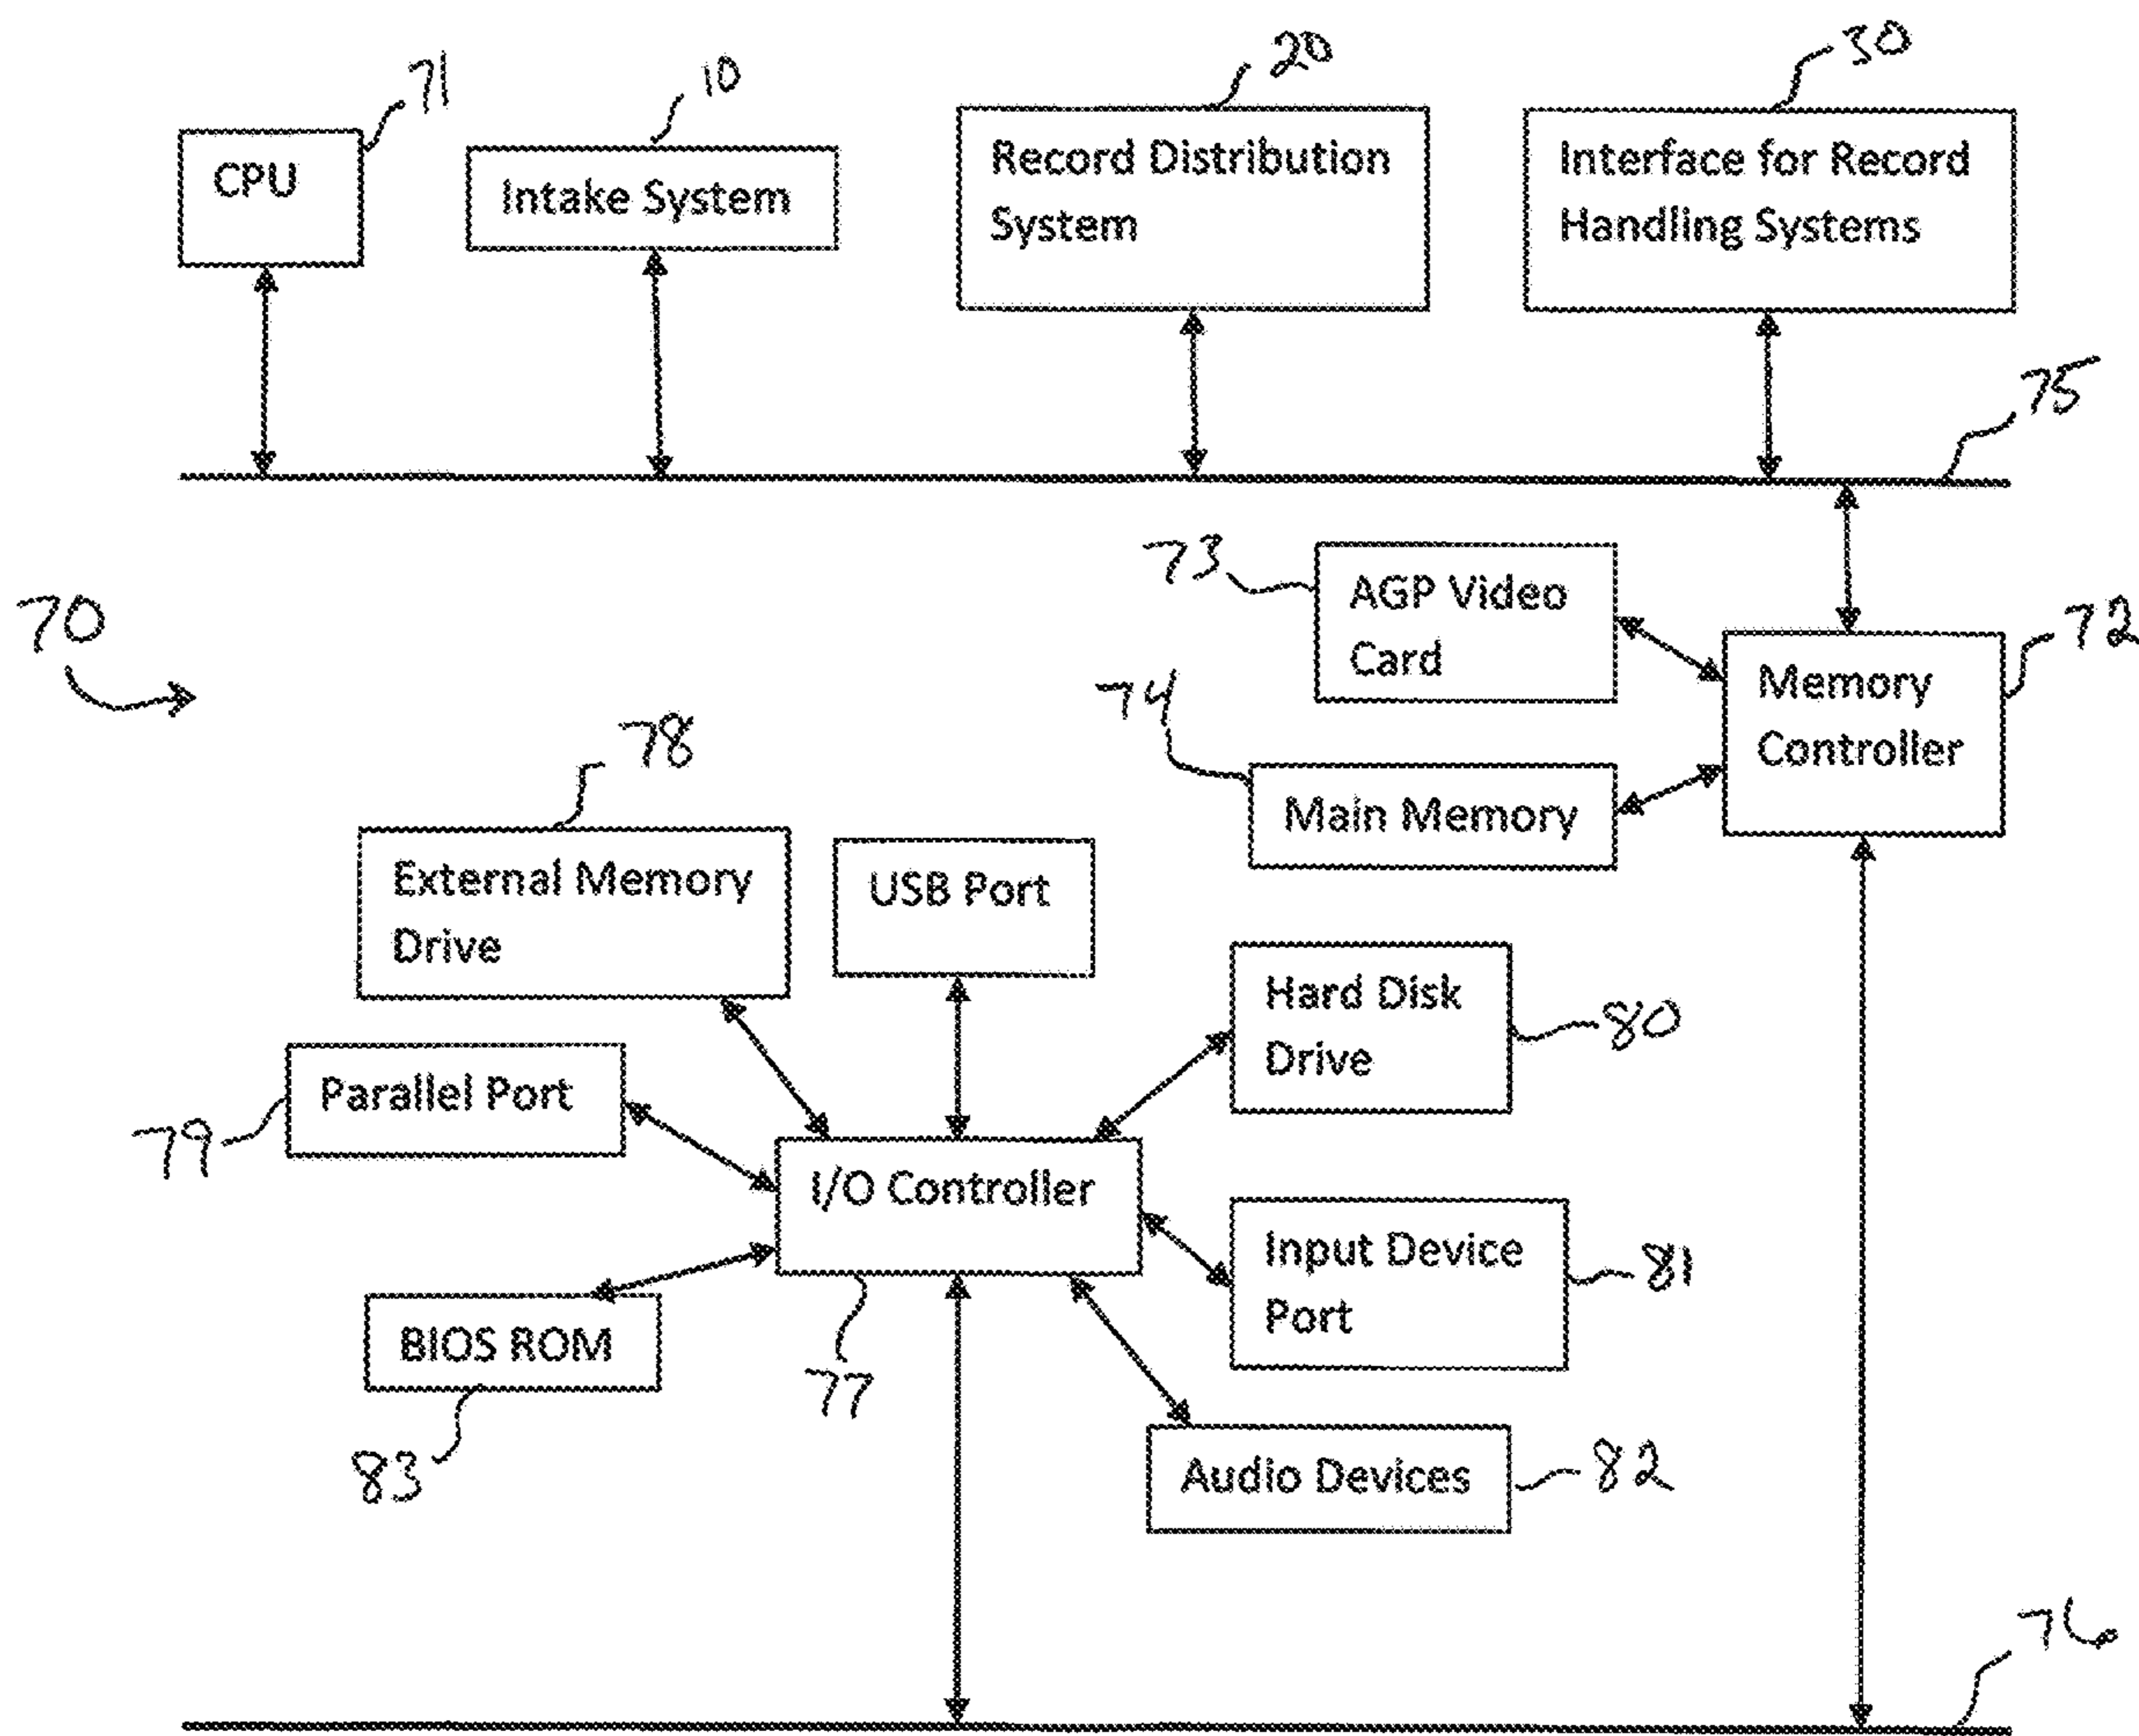 71
10
20
30
CPU
Intake System
Record Distribution
System
Interface for Record
Handling Systems
75
73
AGP Video
Card
72
70
Memory
Controller
74
Main Memory
78
External Memory
Drive
USB Port
Hard Disk
Drive
80
Parallel Port
79
I/O Controller
Input Device
Port
81
BIOS ROM
77
83
Audio Devices
82
76